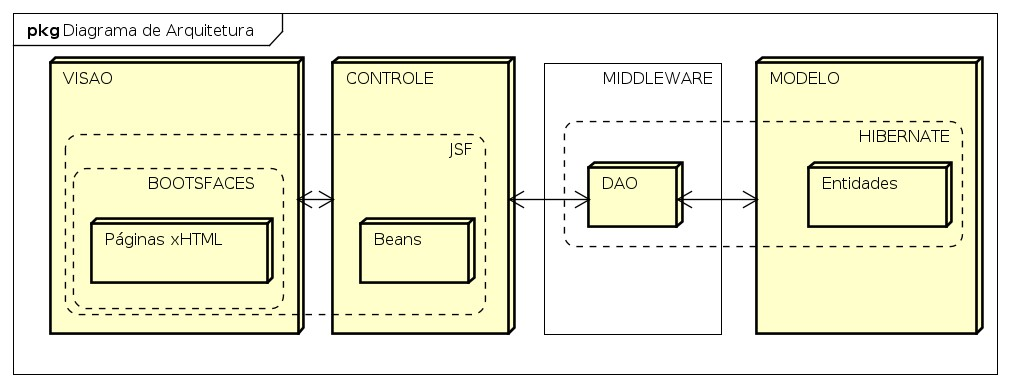 pkg Diagrama de Arquitetura
VISAO
CONTROLE
MIDDLEWARE
MODELO
JSF
HIBERNATE
BOOTSFACES
DAO
Entidades
Páginas xHTML
Beans